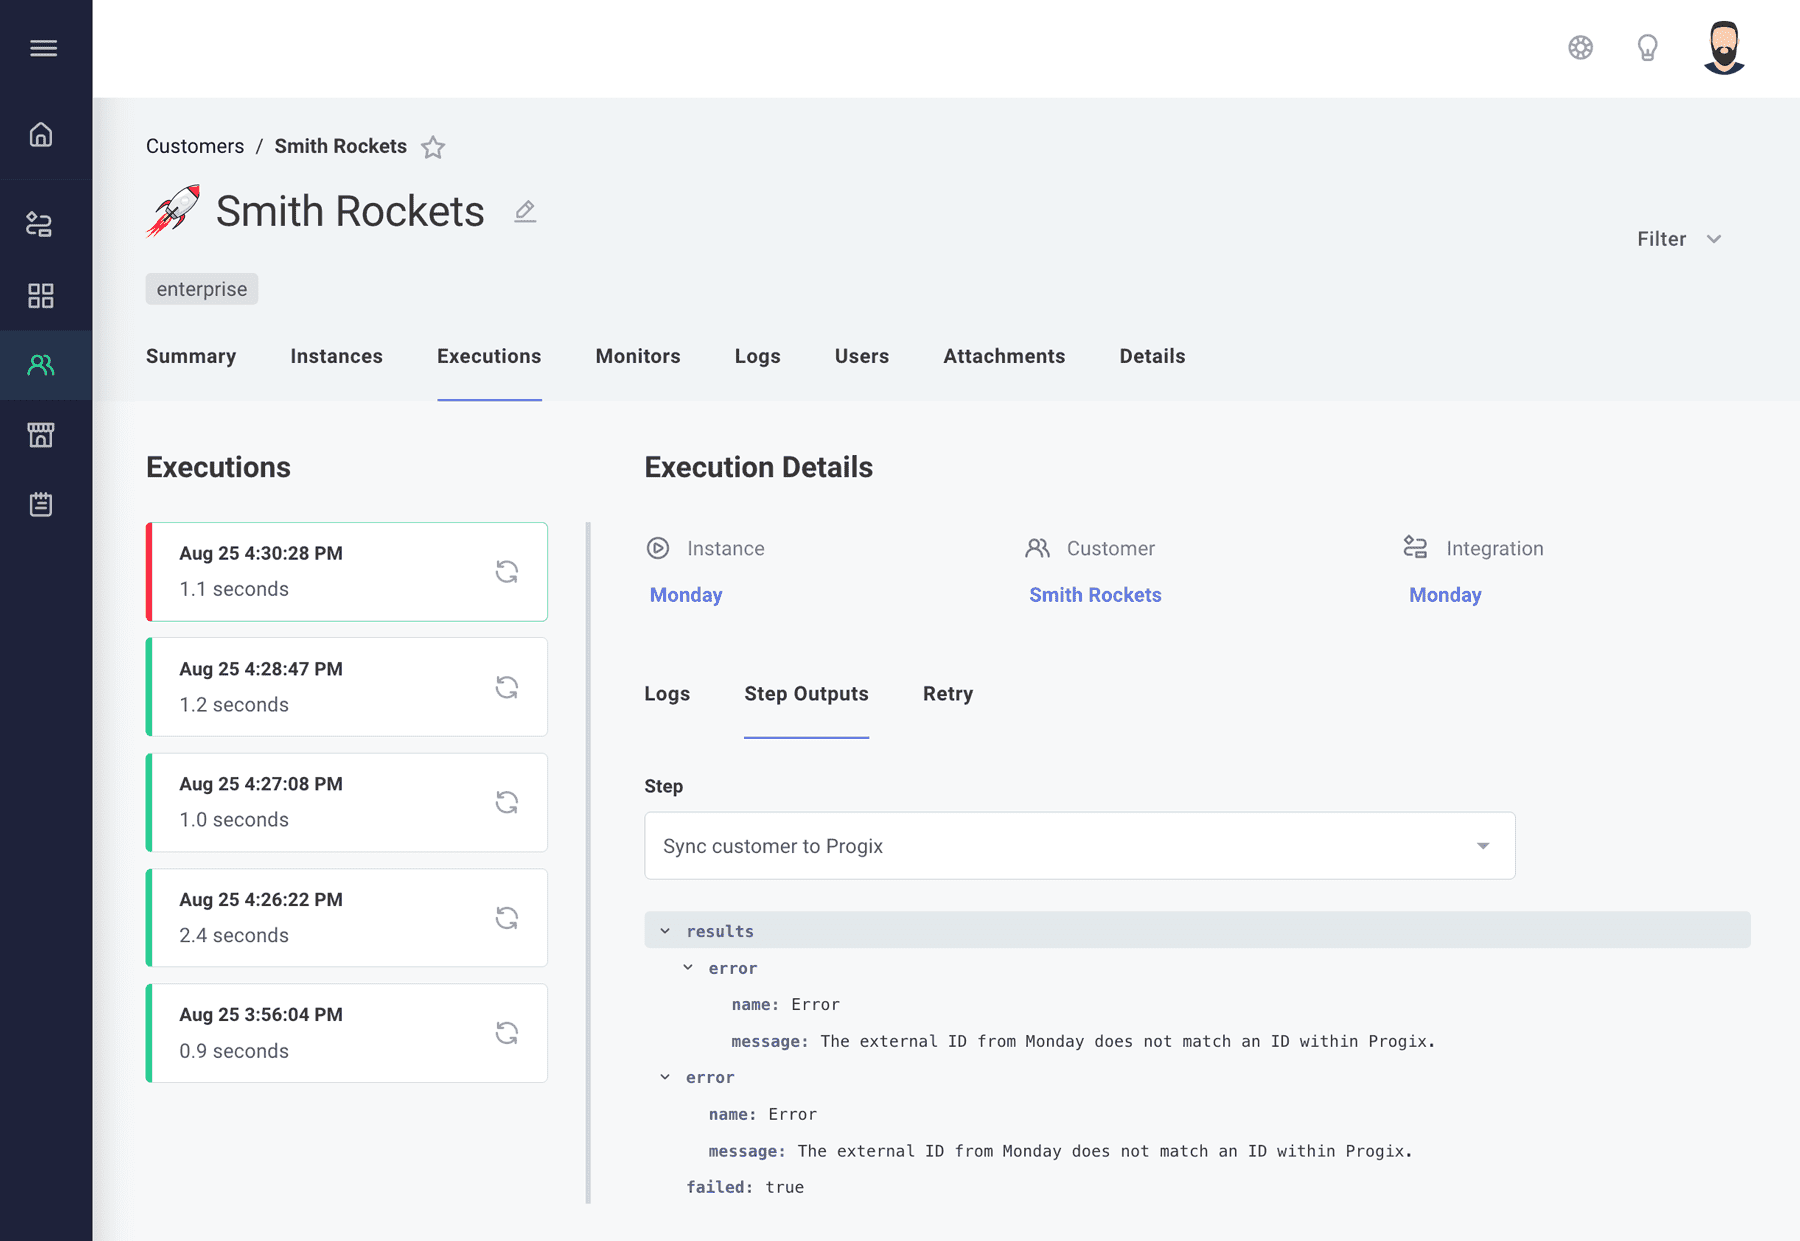 Customers / Smith Rockets
Smith Rockets
Filter
enterprise
Summary Instances Executions Monitors Logs Users Attachments Details
Executions
Aug 25 4:30:28 PM
1.1 seconds
Aug 25 4:28:47 PM
1.2 seconds
Aug 25 4:27:08 PM
1.0 seconds
Aug 25 4:26:22 PM
2.4 seconds
Aug 25 3:56:04 PM
0.9 seconds
Execution Details
Instance Customer Integration
Monday Smith Rockets Monday
Logs Step Outputs Retry
Step
Sync customer to Progix
results
error
name: Error
message: The external ID from Monday does not match an ID within Progix.
error
name: Error
message: The external ID from Monday does not match an ID within Progix.
failed: true